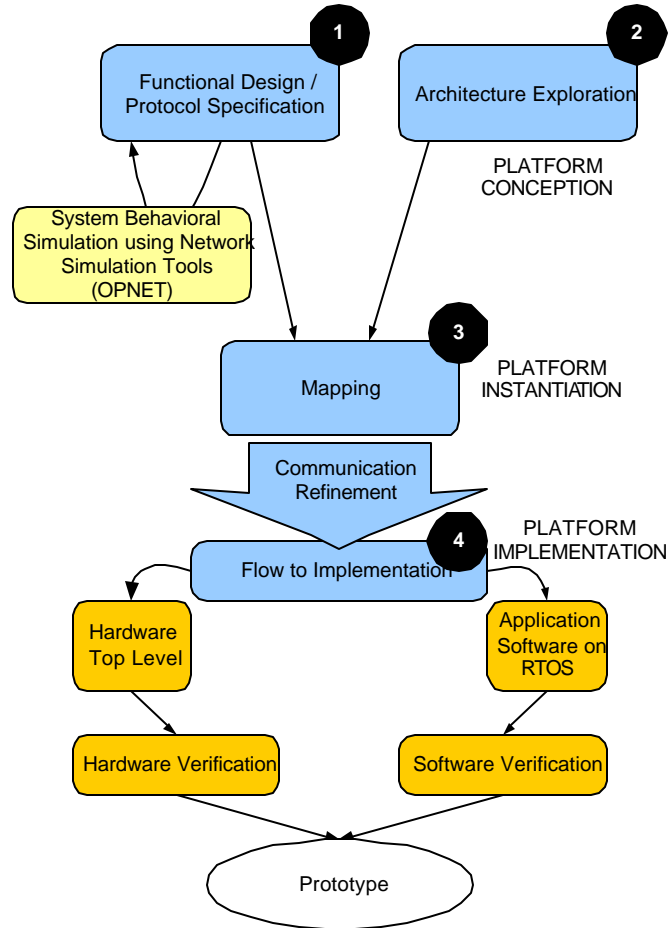 1
Functional Design /
Protocol Specification
2
Architecture Exploration
PLATFORM
CONCEPTION
System Behavioral
Simulation using Network
Simulation Tools
(OPNET)
3
Mapping
PLATFORM
INSTANTIATION
Communication
Refinement
4
Flow to Implementation
PLATFORM
IMPLEMENTATION
Hardware
Top Level
Application
Software on
RTOS
Hardware Verification
Software Verification
Prototype